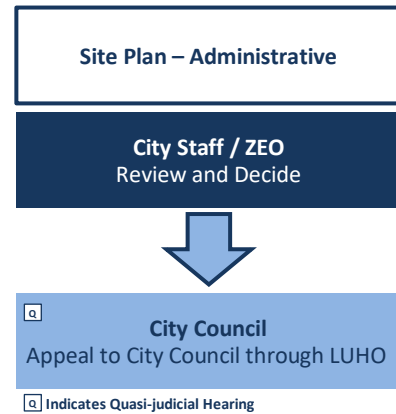 Site Plan – Administrative
City Staff / ZEO
Review and Decide
Q
City Council
Appeal to City Council through LUHO
Q Indicates Quasi-judicial Hearing